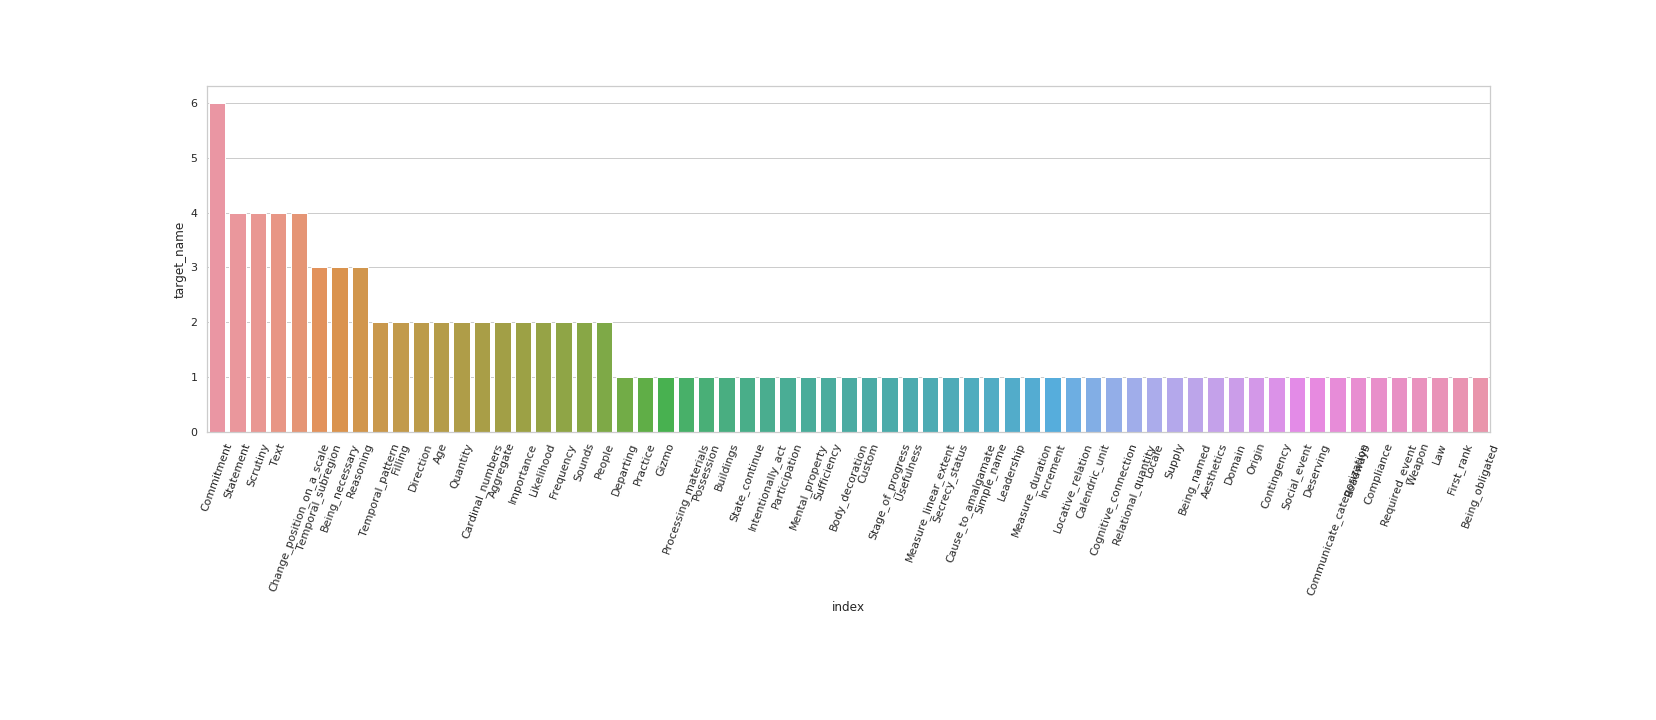 6
5
4
3
2
1
0
target_name
Commitment
Statement
Scrutiny
Text
Change_position_on_a_scale
Temporal_subregion
Being_necessary
Reasoning
Temporal_pattern
Filling
Direction
Age
Quantity
Cardinal_numbers
Aggregate
Importance
Likelihood
Frequency
Sounds
People
Departing
Practice
Gizmo
Processing_materials
Possession
Buildings
State_continue
Intentionally_act
Participation
Mental_property
Sufficiency
Body_decoration
Custom
Stage_of_progress
Usefulness
Measure_linear_extent
Secrecy_status
Cause_to_amalgamate
Simple_name
Leadership
Measure_duration
Increment
Locative_relation
Calendric_unit
Cognitive_connection
Relational_quantity
Locale
Supply
Being_named
Aesthetics
Domain
Origin
Contingency
Social_event
Deserving
Communicate_categorization
Roadways
Compliance
Required_event
Weapon
Law
First_rank
Being_obligated
index